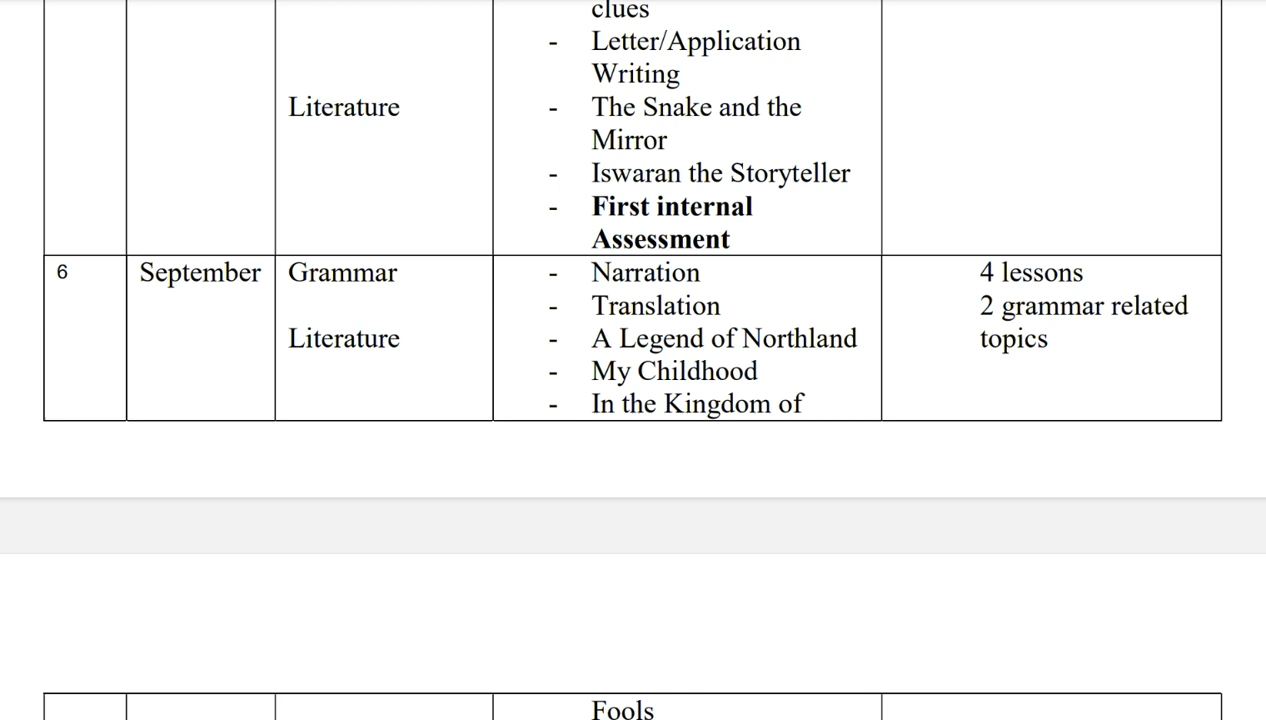 clues
- Letter/Application
Writing
Literature - The Snake and the
Mirror
- Iswaran the Storyteller
- First internal
Assessment
6 September Grammar - Narration 4 lessons
- Translation 2 grammar related
Literature - A Legend of Northland topics
- My Childhood
- In the Kingdom of
Fools